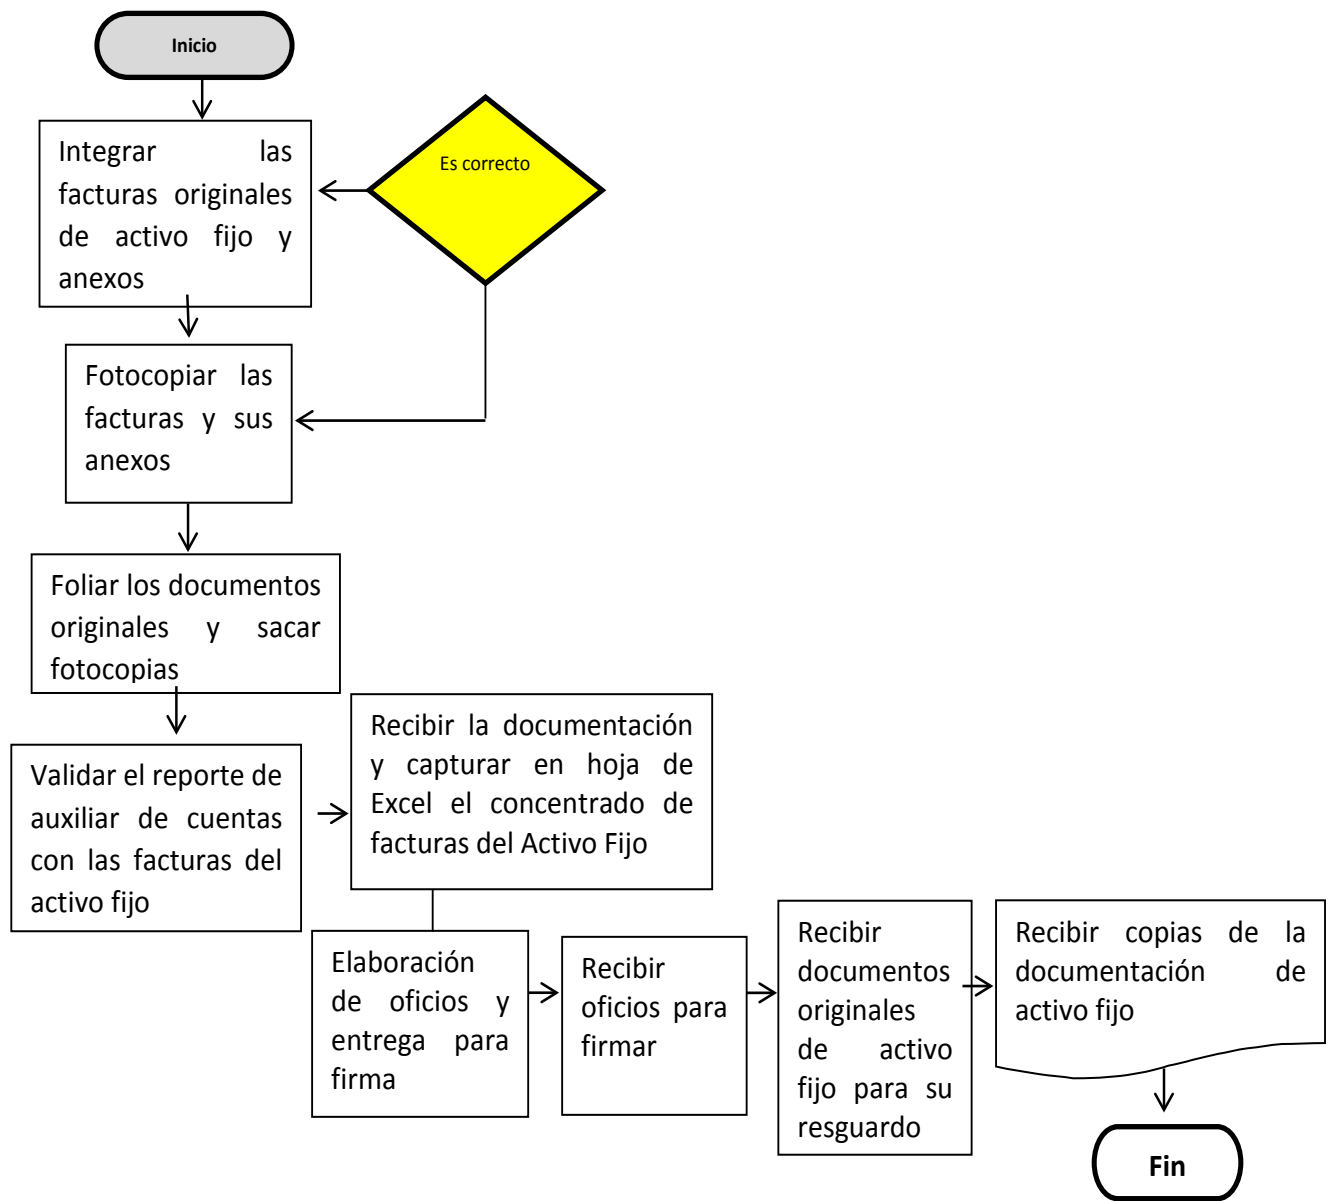 Inicio
Integrar las
facturas originales
de activo fijo y
anexos
Es correcto
Fotocopiar las
facturas y sus
anexos
Foliar los documentos
originales y sacar
fotocopias
Validar el reporte de
auxiliar de cuentas
con las facturas del
activo fijo
Recibir la documentación
y capturar en hoja de
Excel el concentrado de
facturas del Activo Fijo
Elaboración
de oficios y
entrega para
firma
Recibir
oficios para
firmar
Recibir
documentos
originales
de activo
fijo para su
resguardo
Recibir copias de la
documentación de
activo fijo
Fin